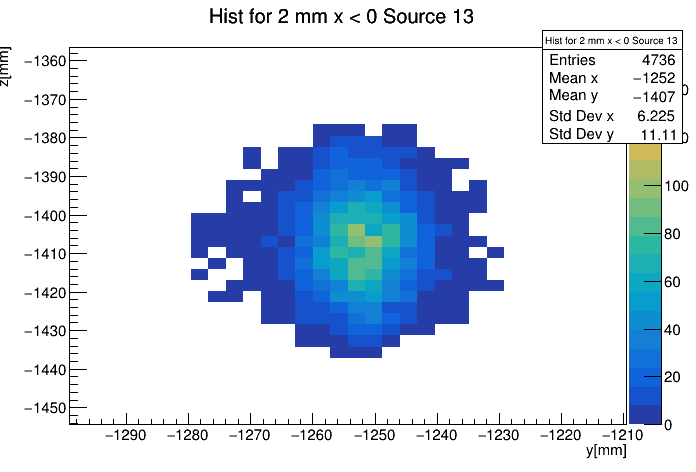 Hist for 2 mm x < 0 Source 13
z[mm]
Hist for 2 mm x < 0 Source 13
Entries 4736
Mean x −1252
Mean y −1407
Std Dev x 6.225
Std Dev y 11.11
−1360
−1370
−1380
−1390
−1400
−1410
−1420
−1430
−1440
−1450
0
0
100
80
60
40
20
0
−1290 −1280 −1270 −1260 −1250 −1240 −1230 −1220 −1210
y[mm]